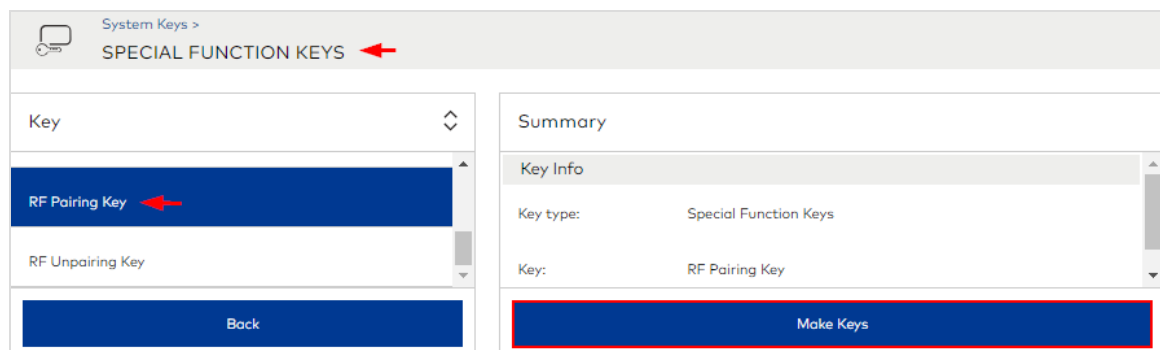 System Keys >
SPECIAL FUNCTION KEYS
Key
RF Pairing Key
RF Unpairing Key
Back
Summary
Key Info
Key type: Special Function Keys
Key: RF Pairing Key
Make Keys